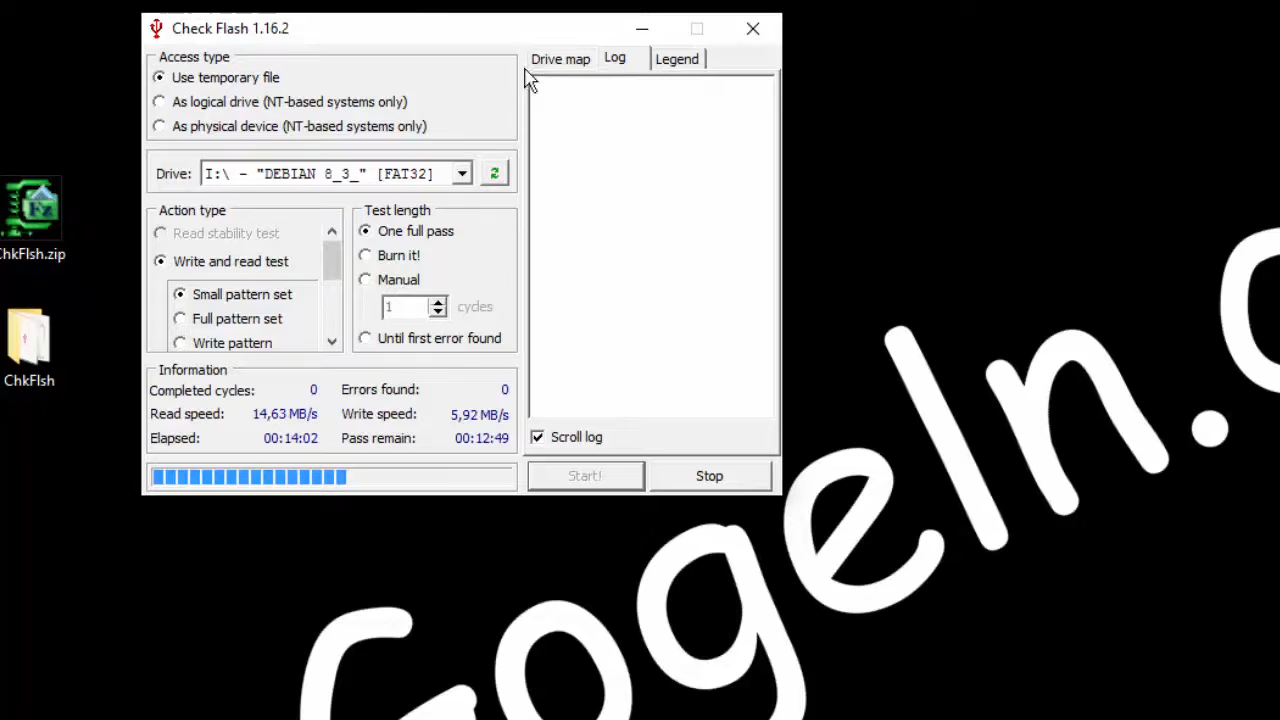 Check Flash 1.16.2
Access type
Use temporary file
As logical drive (NT-based systems only)
As physical device (NT-based systems only)
Drive: I:\ - "DEBIAN 8_3_" [FAT32]
Action type
Read stability test
Write and read test
Small pattern set
Full pattern set
Write pattern
Test length
One full pass
Burn it!
Manual
1 cycles
Until first error found
Information
Completed cycles: 0 Errors found: 0
Read speed: 14,63 MB/s Write speed: 5,92 MB/s
Elapsed: 00:14:02 Pass remain: 00:12:49
Drive map Log Legend
Scroll log
Start! Stop
ChkFlsh.zip
ChkFlsh
Gogeln.